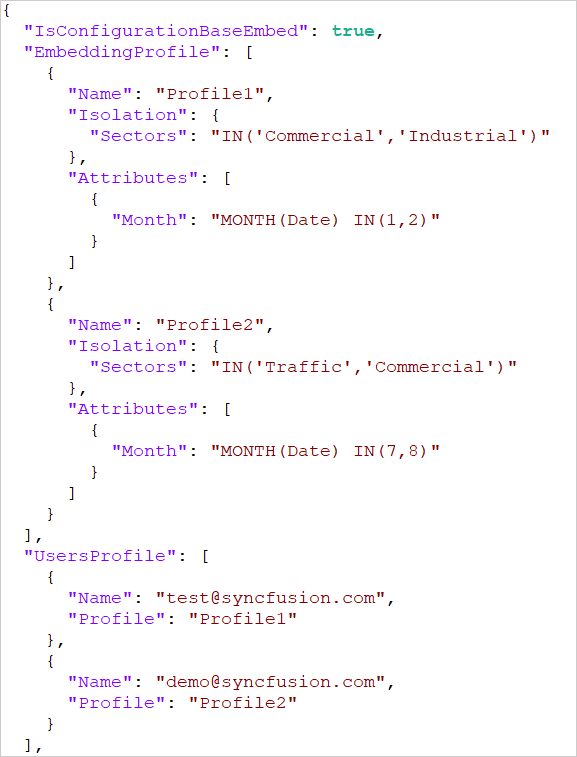 {
  "IsConfigurationBaseEmbed": true,
  "EmbeddingProfile": [
    {
      "Name": "Profile1",
      "Isolation": {
        "Sectors": "IN('Commercial','Industrial')"
      },
      "Attributes": [
        {
          "Month": "MONTH(Date) IN(1,2)"
        }
      ]
    },
    {
      "Name": "Profile2",
      "Isolation": {
        "Sectors": "IN('Traffic','Commercial')"
      },
      "Attributes": [
        {
          "Month": "MONTH(Date) IN(7,8)"
        }
      ]
    }
  ],
  "UsersProfile": [
    {
      "Name": "test@syncfusion.com",
      "Profile": "Profile1"
    },
    {
      "Name": "demo@syncfusion.com",
      "Profile": "Profile2"
    }
  ],